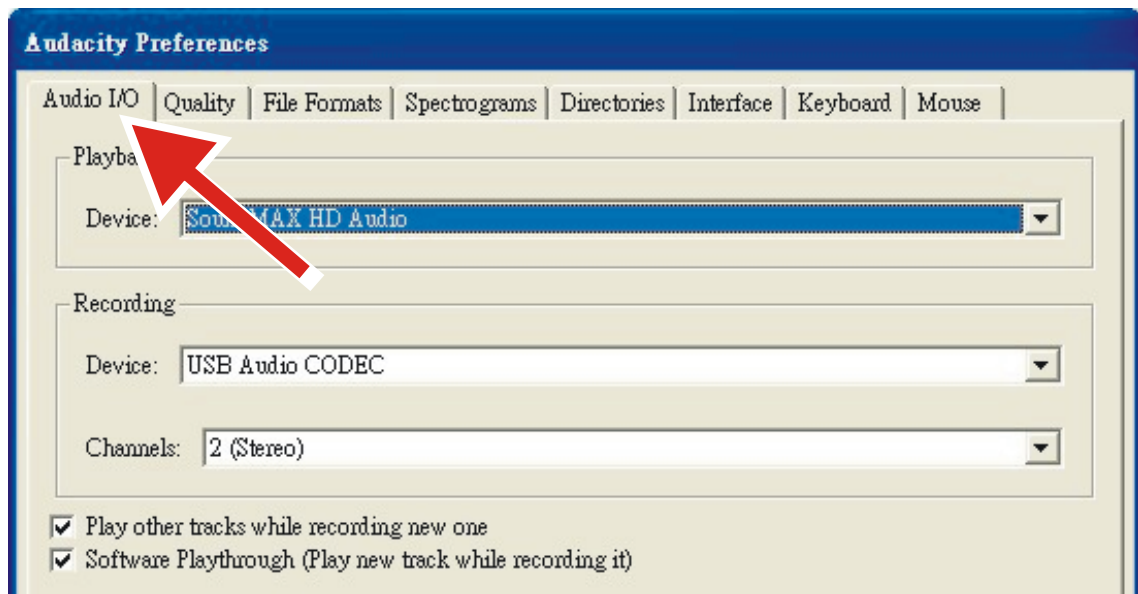 Audacity Preferences
Audio I/O Quality File Formats Spectrograms Directories Interface Keyboard Mouse
Device: MAX HD Audio
Recording
Device: USB Audio CODEC
Channels: 2 (Stereo)
Play other tracks while recording new one
Software Playthrough (Play new track while recording it)